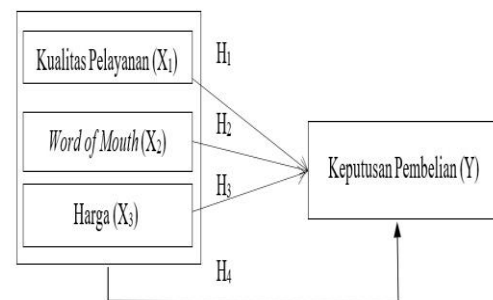 Kualitas Pelayanan (X₁)
H₁
Word of Mouth (X₂)
H₂
Keputusan Pembelian (Y)
Harga (X₃)
H₃
H₄